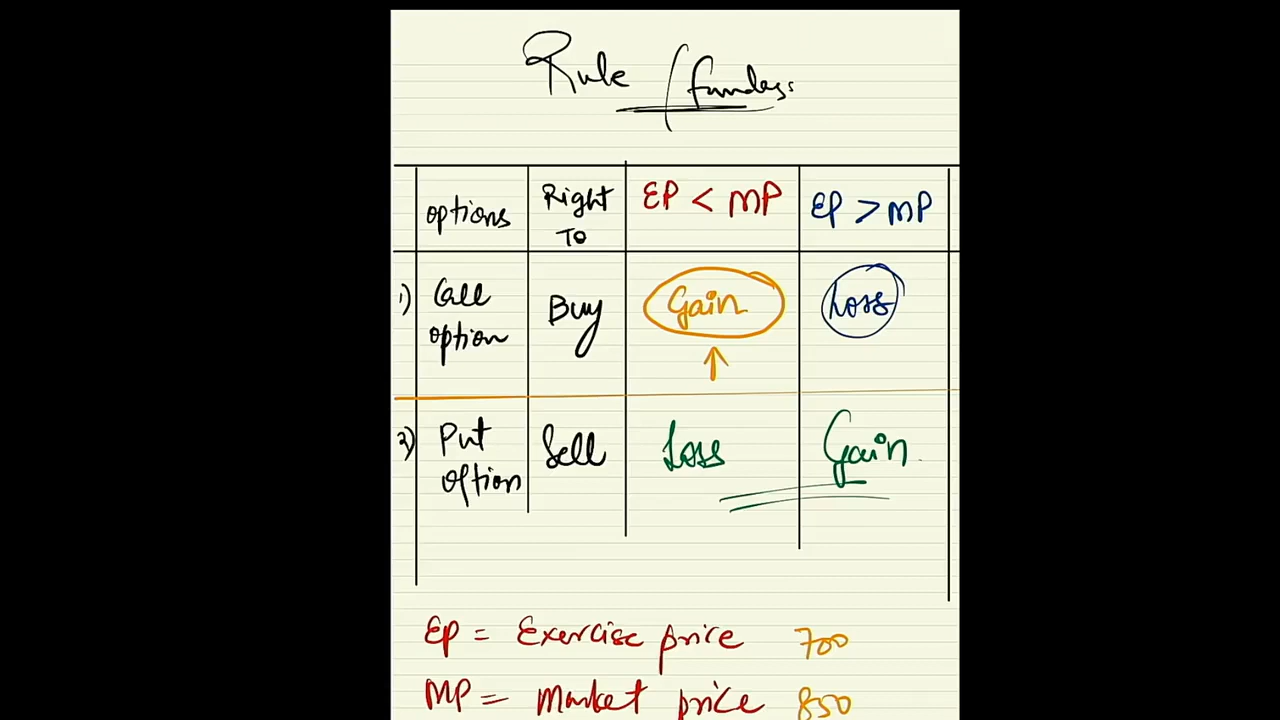 Rule / fundas:
options Right To EP < MP EP > MP
1) Call option Buy Gain Loss
2) Put option Sell Loss Gain
EP = Exercise price 700
MP = Market price 850